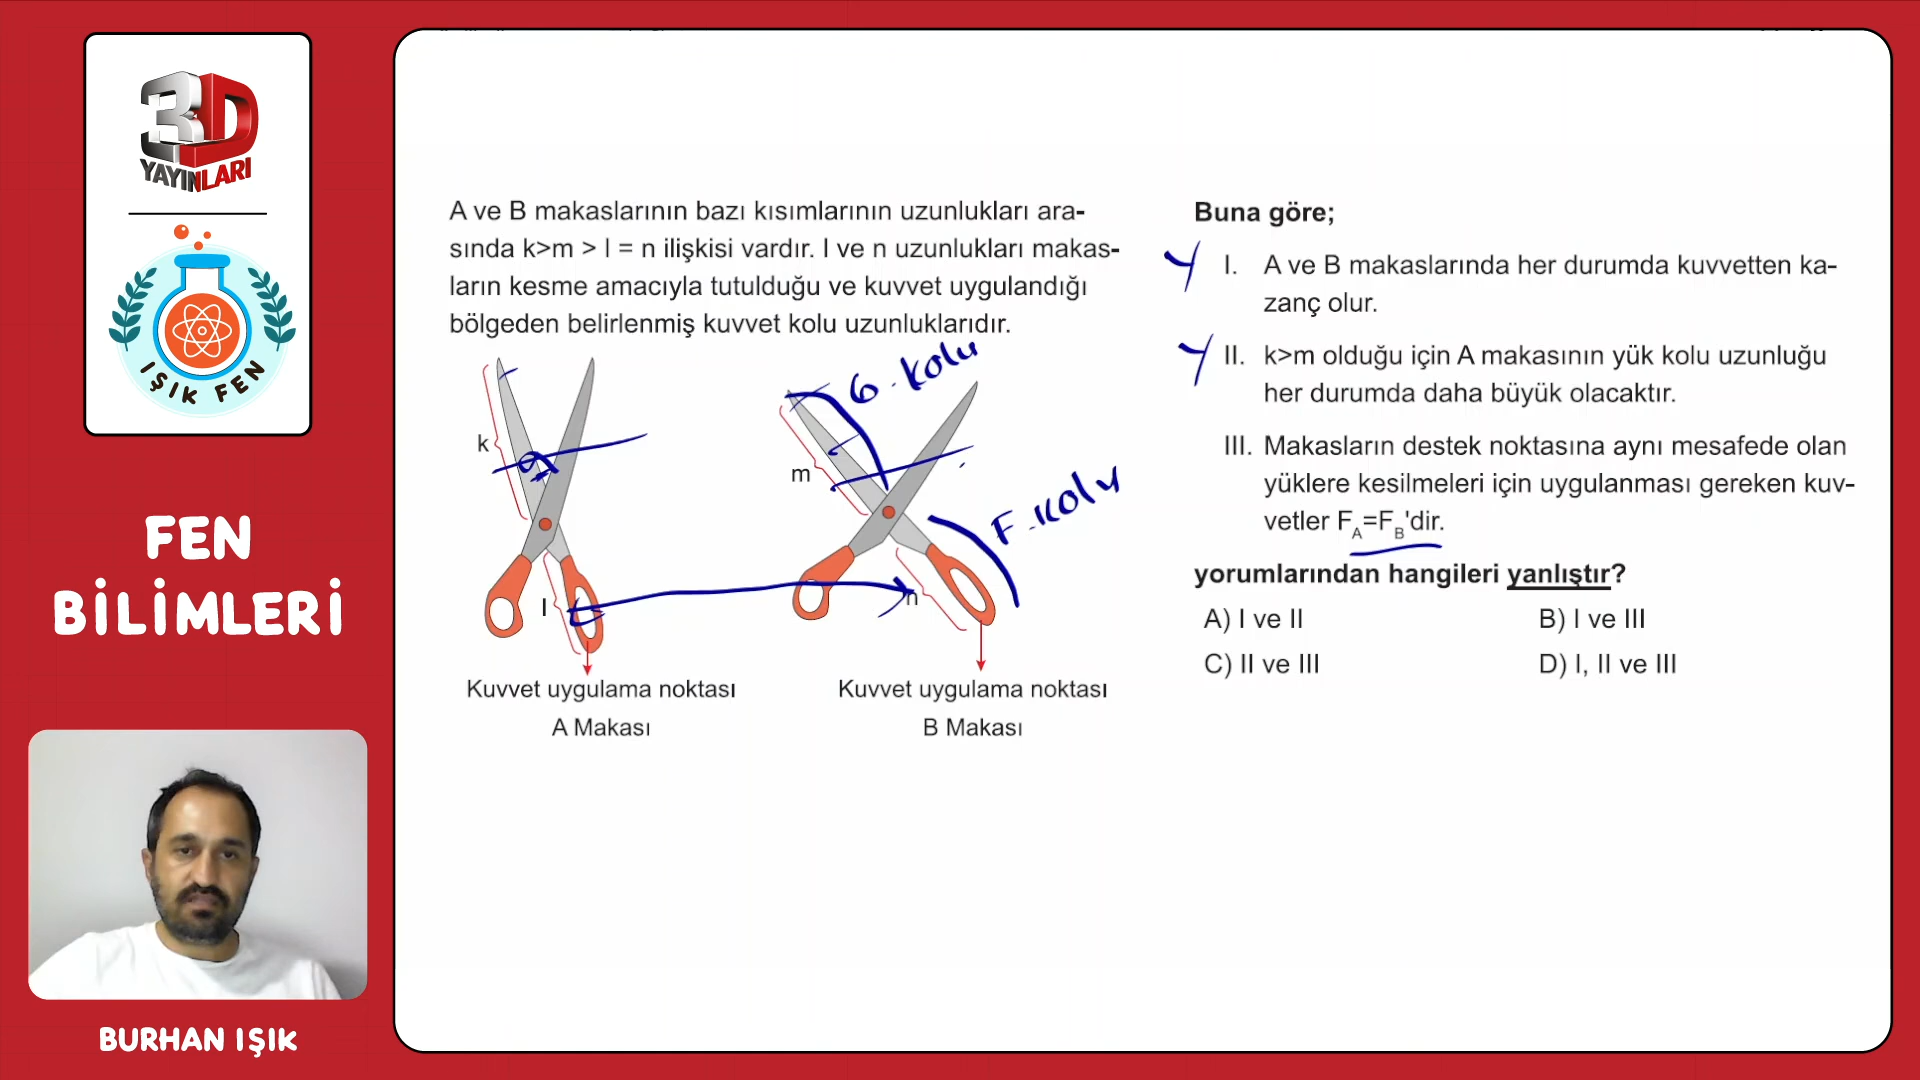 3D
YAYINLARI
IŞIK FEN
FEN
BİLİMLERİ
BURHAN IŞIK
A ve B makaslarının bazı kısımlarının uzunlukları ara-
sında k>m > l = n ilişkisi vardır. l ve n uzunlukları makas-
ların kesme amacıyla tutulduğu ve kuvvet uygulandığı
bölgeden belirlenmiş kuvvet kolu uzunluklarıdır.
k
l
Kuvvet uygulama noktası
A Makası
G. kolu
m
F. kolu
n
Kuvvet uygulama noktası
B Makası
Buna göre;
Y I. A ve B makaslarında her durumda kuvvetten ka-
zanç olur.
Y II. k>m olduğu için A makasının yük kolu uzunluğu
her durumda daha büyük olacaktır.
III. Makasların destek noktasına aynı mesafede olan
yüklere kesilmeleri için uygulanması gereken kuv-
vetler FA=FB'dir.
yorumlarından hangileri yanlıştır?
A) I ve II
B) I ve III
C) II ve III
D) I, II ve III